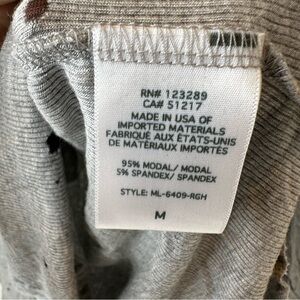 RN# 123289
CA# 51217
MADE IN USA OF
IMPORTED MATERIALS
FABRIQUÉ AUX ÉTATS-UNIS
DE MATÉRIAUX IMPORTÉS
95% MODAL/ MODAL
5% SPANDEX/ SPANDEX
STYLE: ML-6409-RGH
M